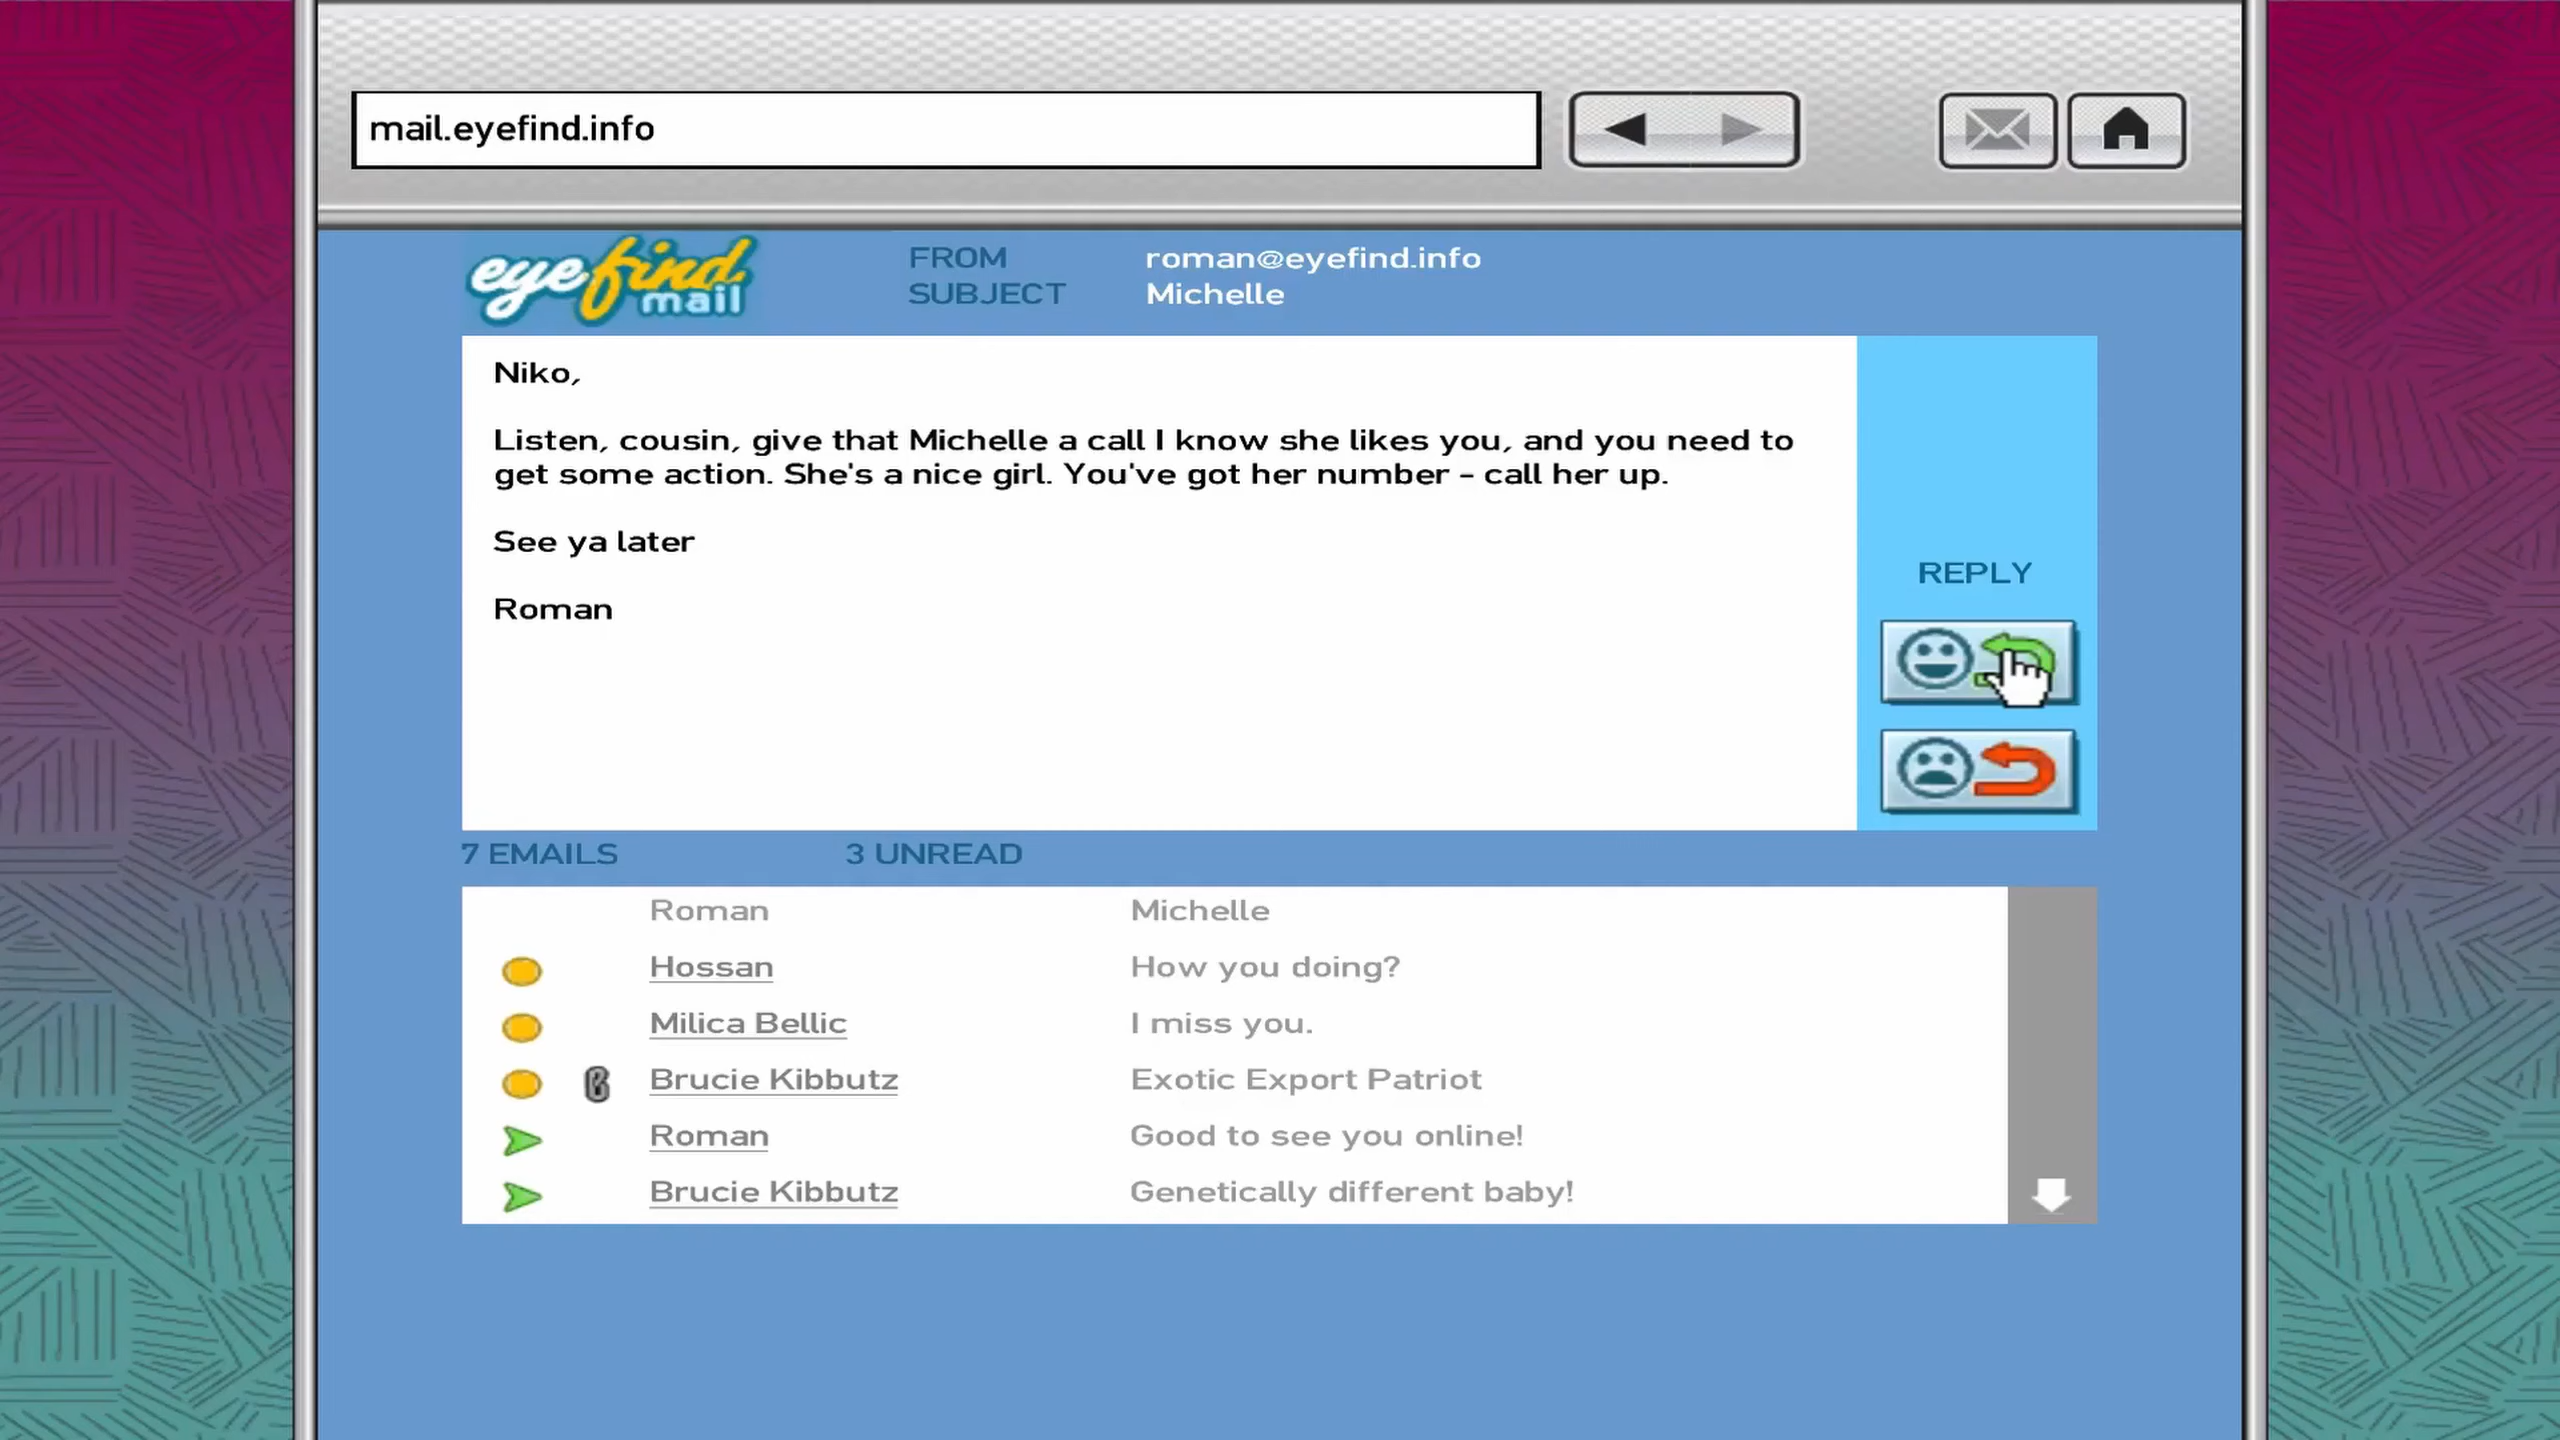 mail.eyefind.info
eyefind mail
FROM roman@eyefind.info
SUBJECT Michelle
Niko,
Listen, cousin, give that Michelle a call I know she likes you, and you need to
get some action. She's a nice girl. You've got her number - call her up.
See ya later
Roman
REPLY
7 EMAILS 3 UNREAD
Roman Michelle
Hossan How you doing?
Milica Bellic I miss you.
Brucie Kibbutz Exotic Export Patriot
Roman Good to see you online!
Brucie Kibbutz Genetically different baby!